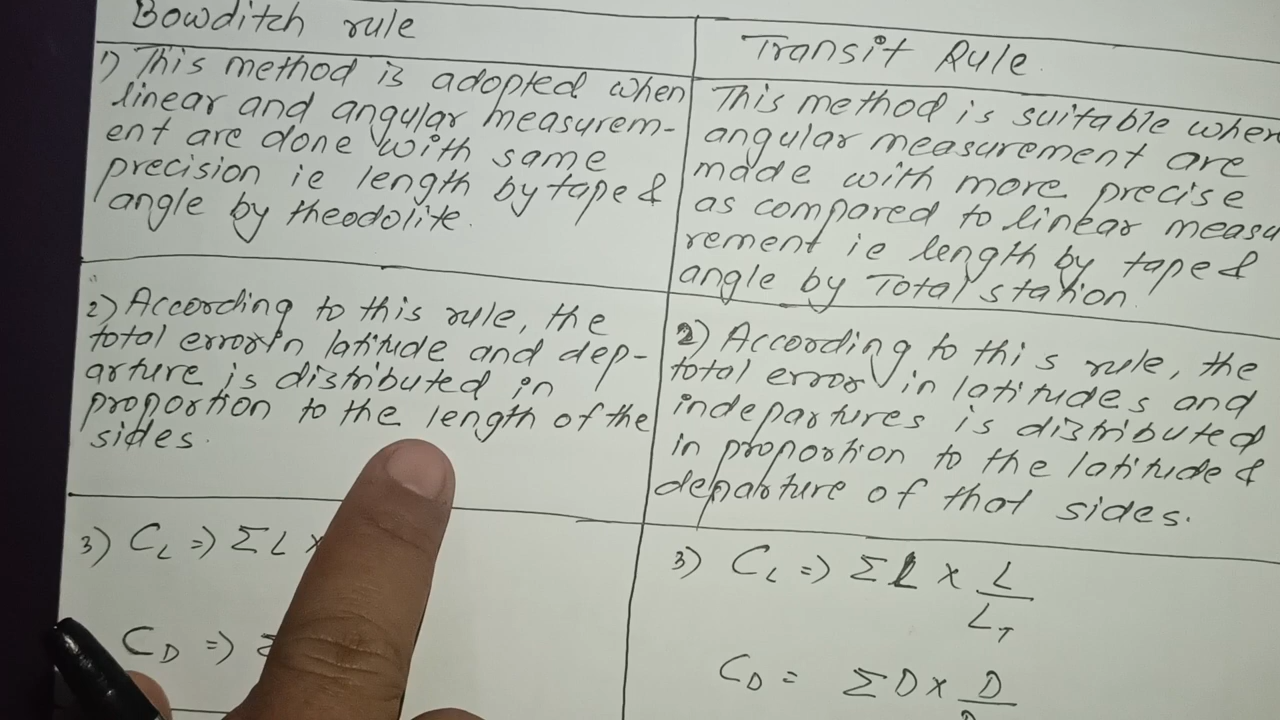 Bowditch rule
1) This method is adopted when
linear and angular measurem-
ent are done with same
precision ie length by tape &
angle by theodolite.
2) According to this rule, the
total error in latitude and dep-
arture is distributed in
proportion to the length of the
sides.
3) C_L => ΣL x
C_D =>
Transit Rule.
This method is suitable when
angular measurement are
made with more precise
as compared to linear measu
rement ie length by tape &
angle by Total station.
2) According to this rule, the
total error in latitudes and
indepartures is distributed
in proportion to the latitude &
departure of that sides.
3) C_L => ΣL x L
L_T
C_D = ΣD x D